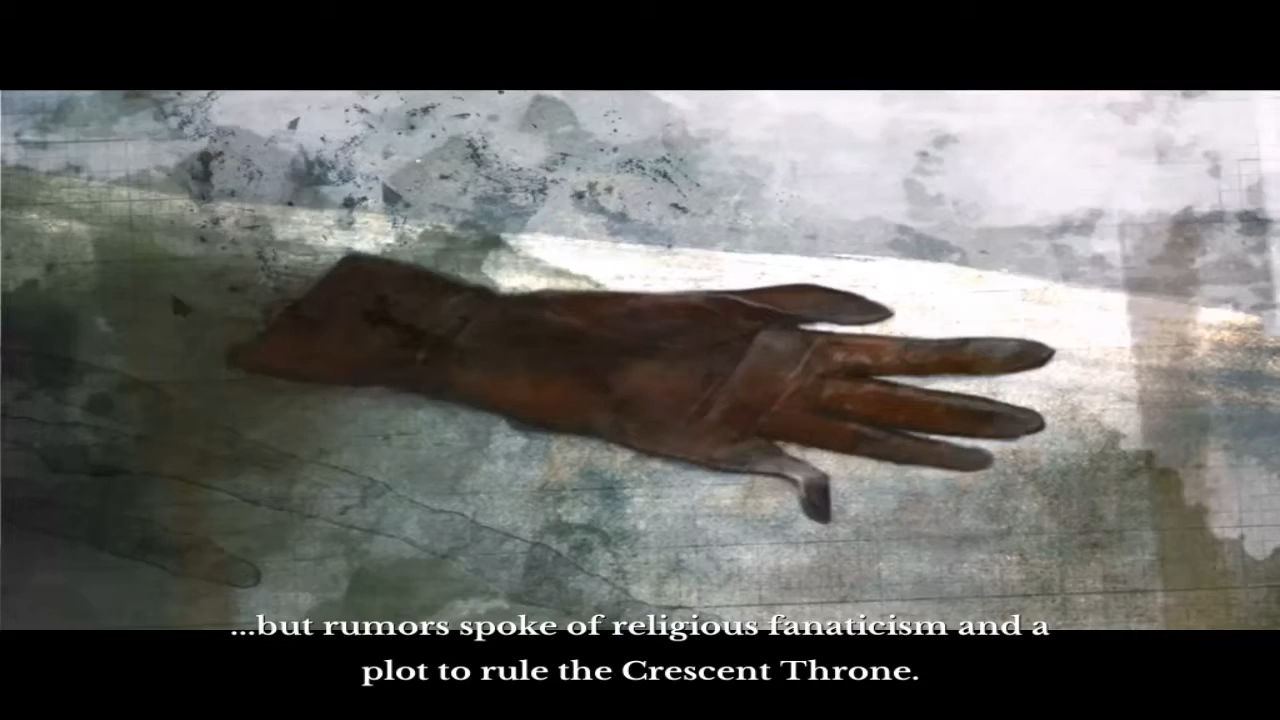 ...but rumors spoke of religious fanaticism and a
plot to rule the Crescent Throne.